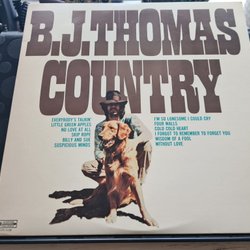 B.J. THOMAS
COUNTRY
EVERYBODY'S TALKIN'
LITTLE GREEN APPLES
NO LOVE AT ALL
SKIP ROPE
BILLY AND SUE
SUSPICIOUS MINDS
I'M SO LONESOME I COULD CRY
FOUR WALLS
COLD COLD HEART
I FORGET TO REMEMBER TO FORGET YOU
WISDOM OF A FOOL
WITHOUT LOVE